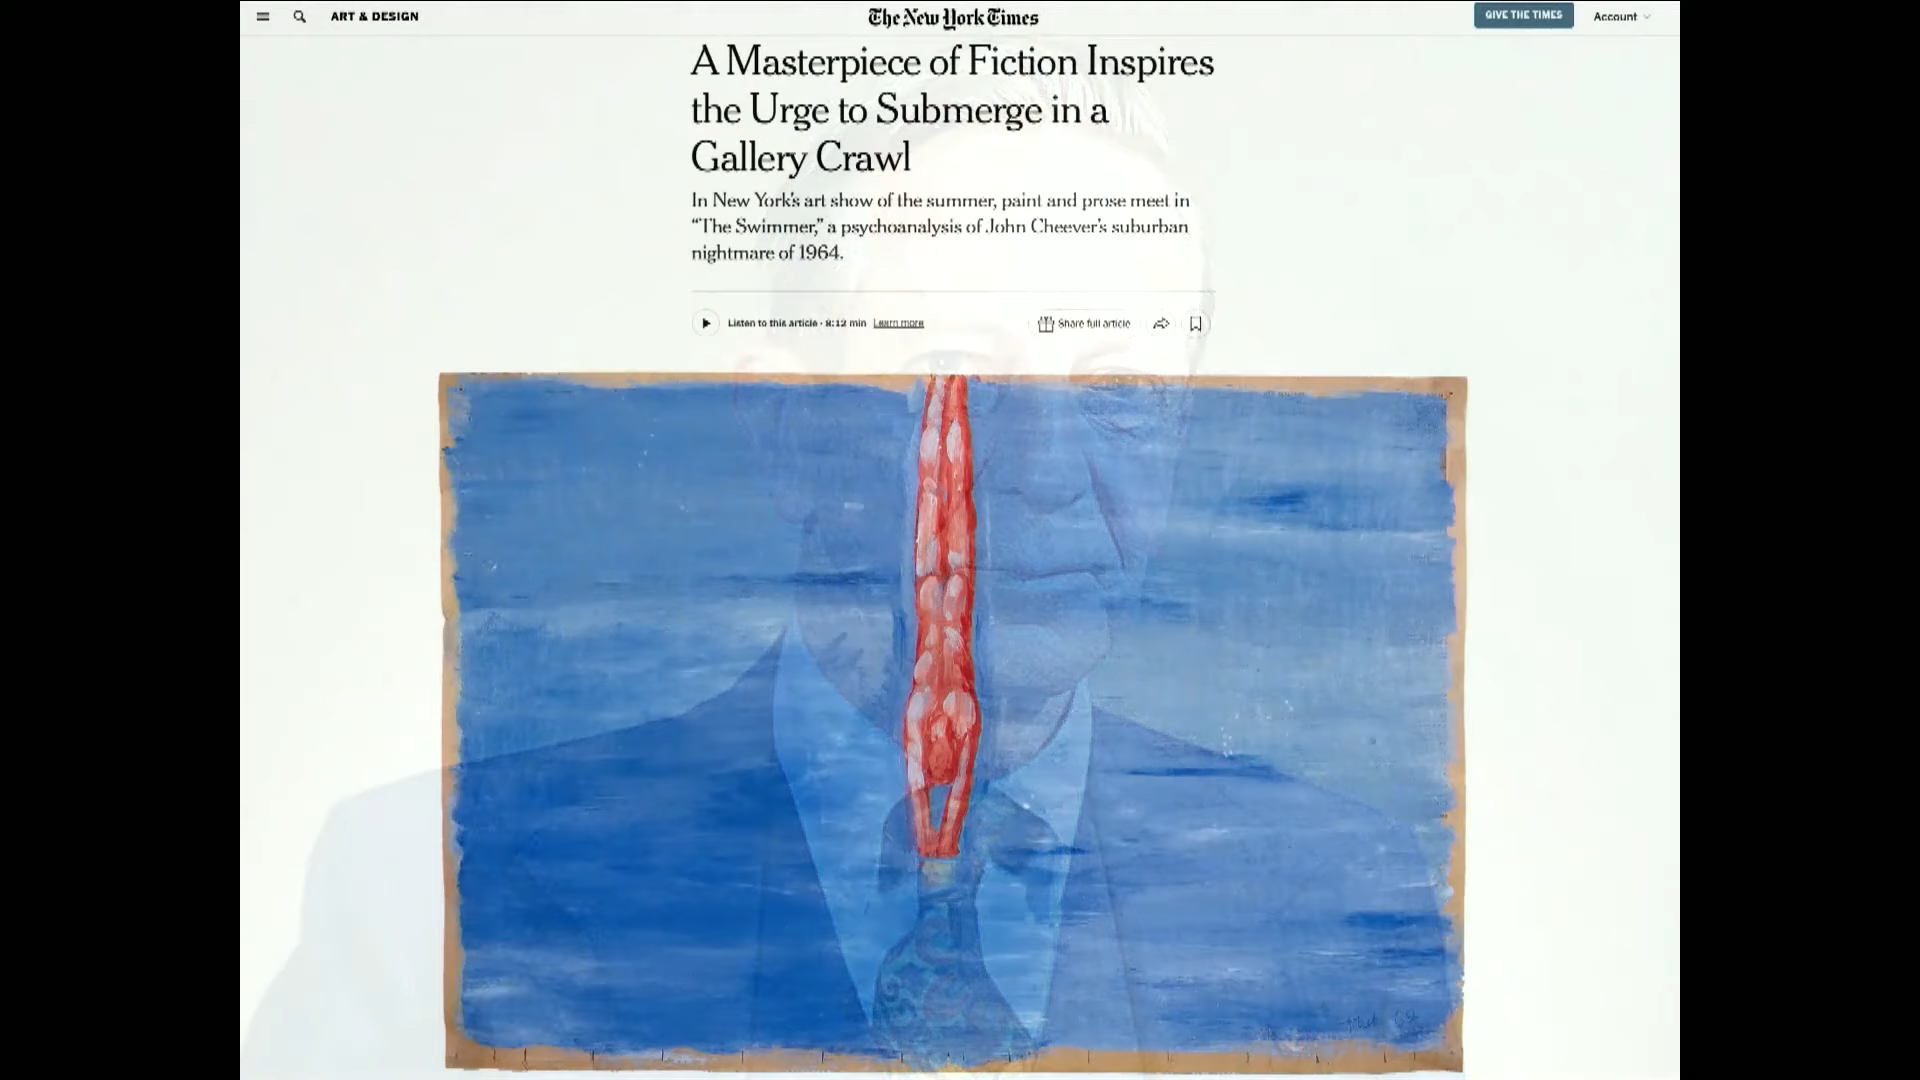 ART & DESIGN
The New York Times
GIVE THE TIMES
Account
A Masterpiece of Fiction Inspires
the Urge to Submerge in a
Gallery Crawl
In New York's art show of the summer, paint and prose meet in
“The Swimmer,” a psychoanalysis of John Cheever's suburban
nightmare of 1964.
Listen to this article · 8:12 min Learn more
Share full article